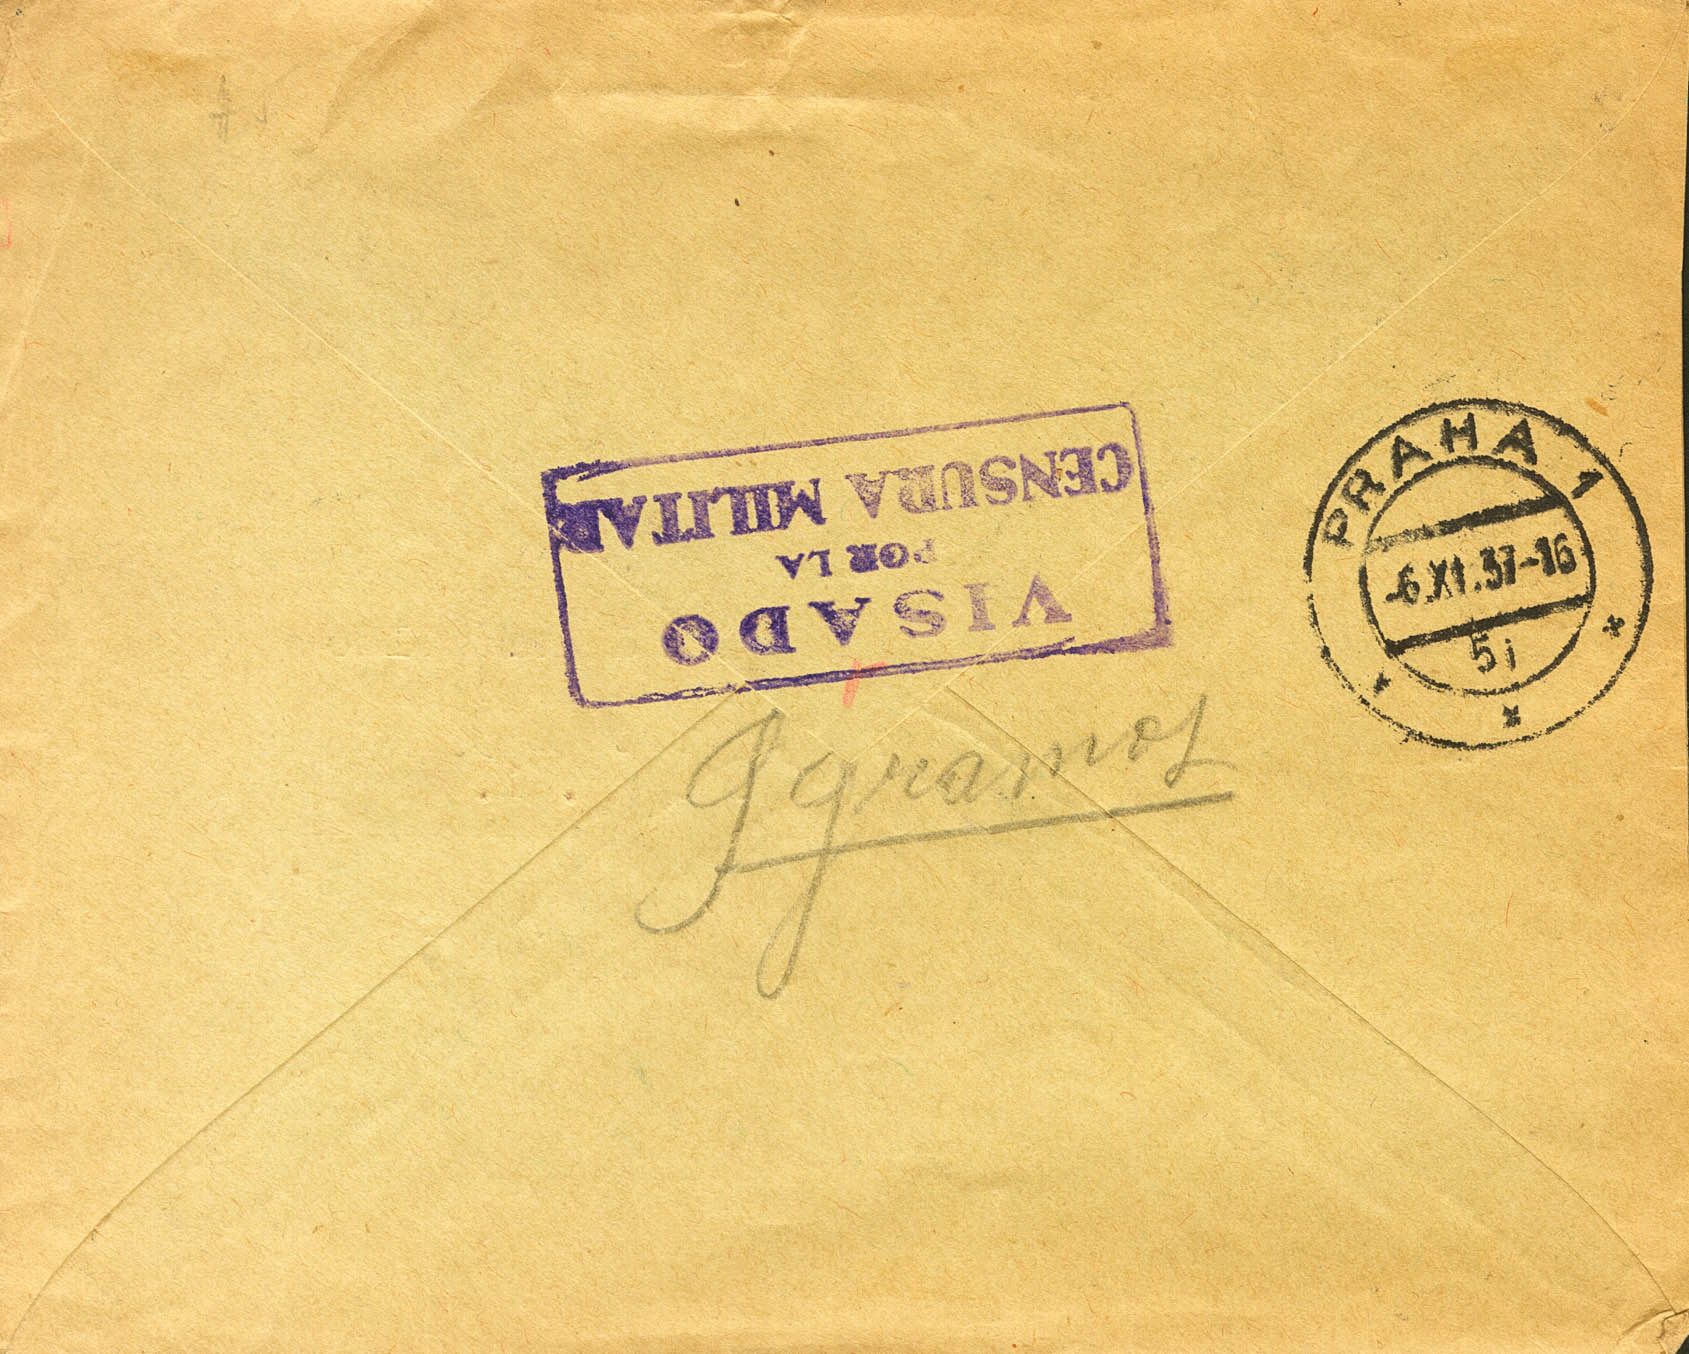 VISADO
POR LA
CENSURA MILITAR
PRAHA 1
-6.XI.37-16
5i
9 gramos